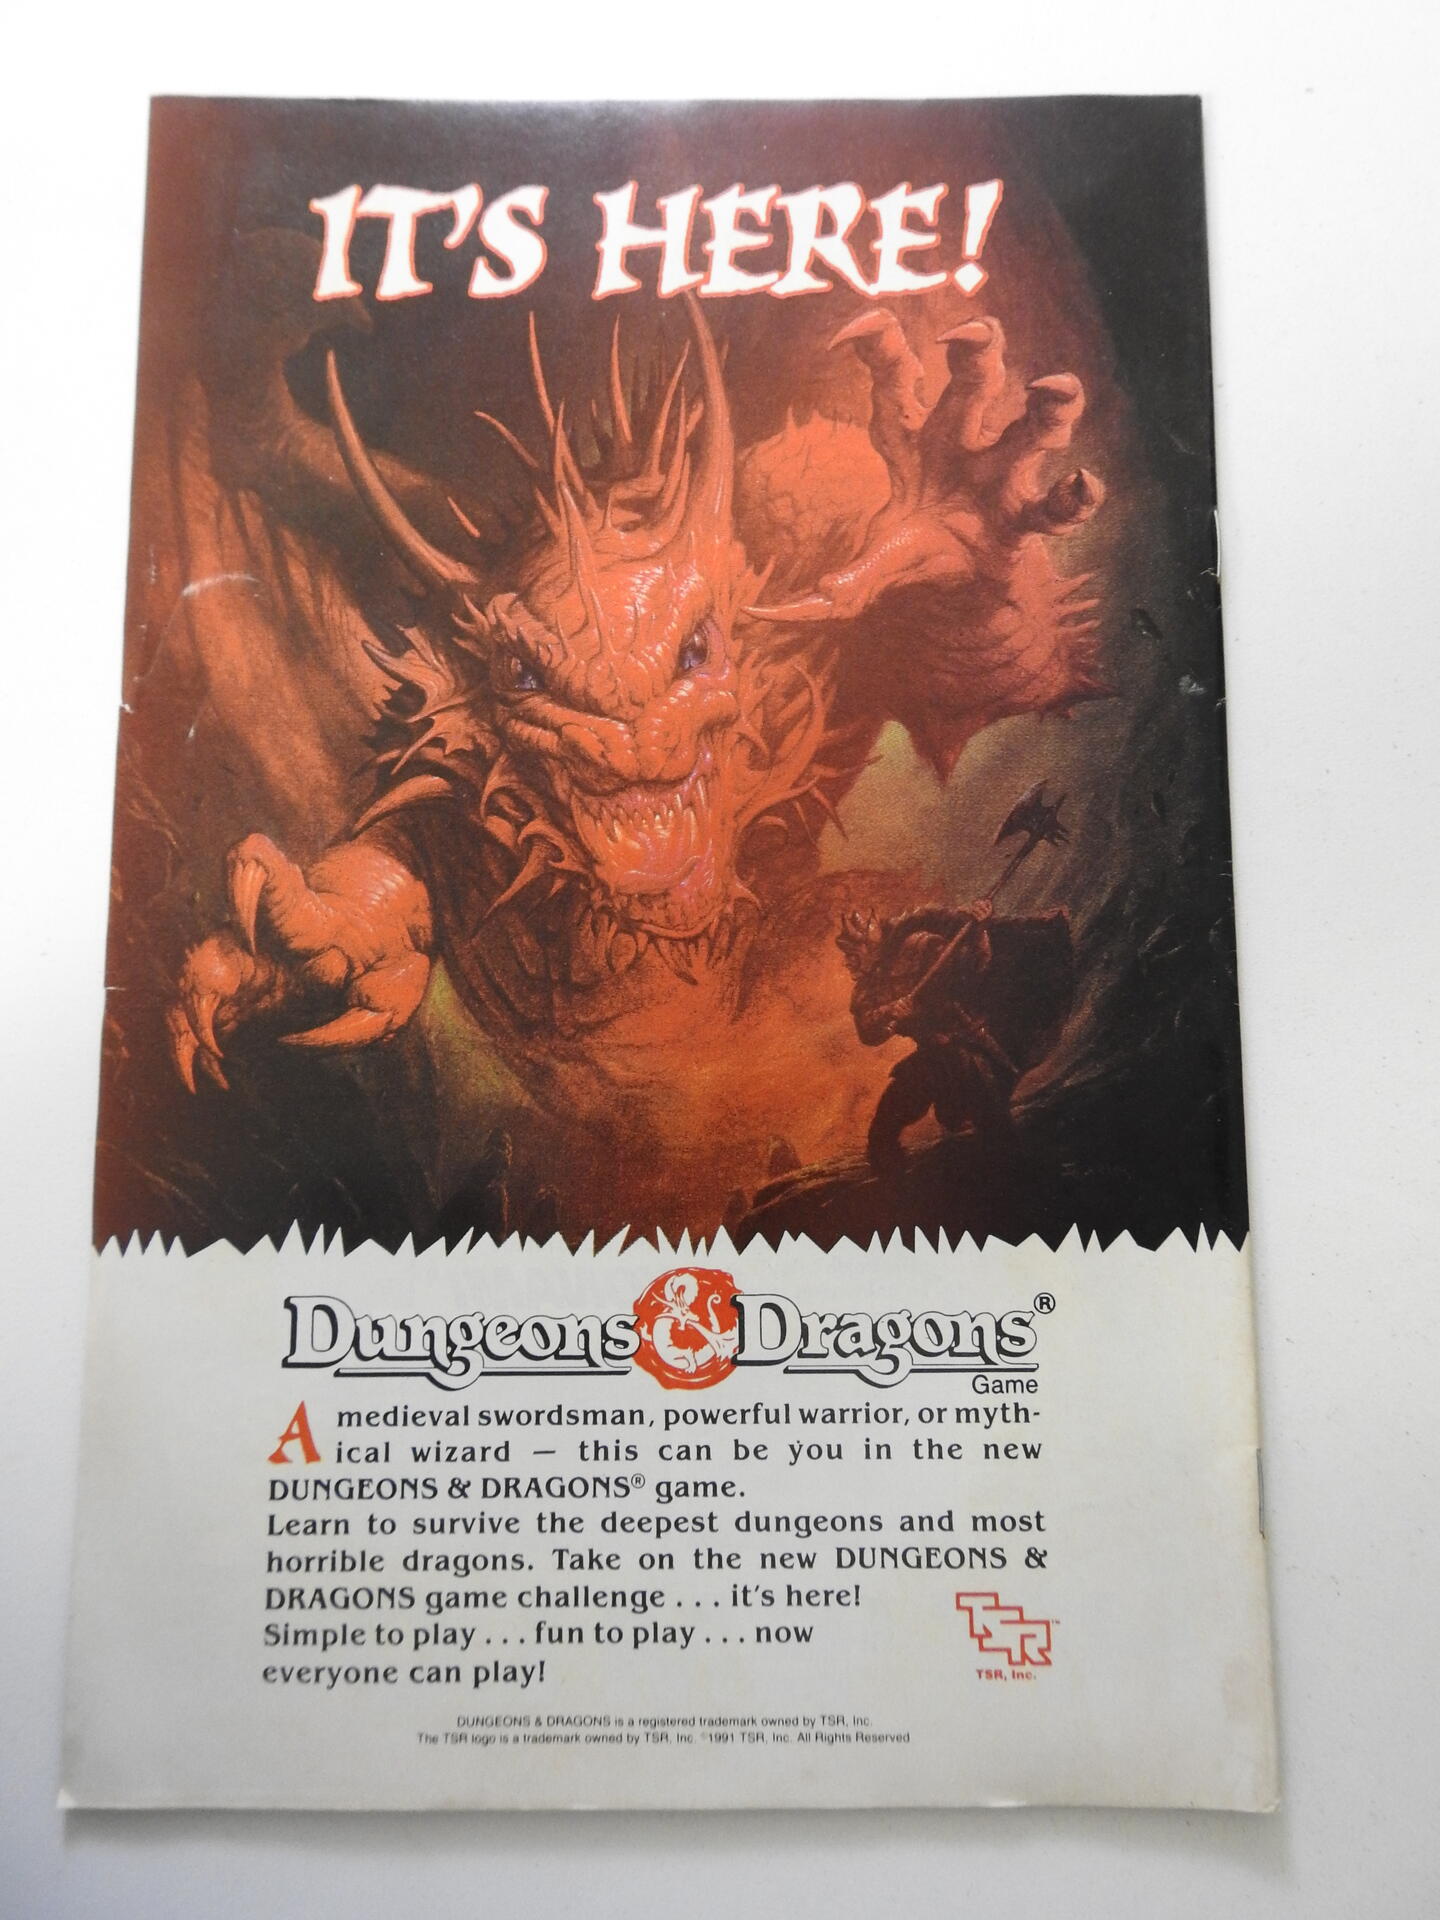 IT'S HERE!
Dungeons & Dragons®
Game
A medieval swordsman, powerful warrior, or myth-
ical wizard — this can be you in the new
DUNGEONS & DRAGONS® game.
Learn to survive the deepest dungeons and most
horrible dragons. Take on the new DUNGEONS &
DRAGONS game challenge . . . it's here!
Simple to play . . . fun to play . . . now
everyone can play!
TSR™
TSR, Inc.
DUNGEONS & DRAGONS is a registered trademark owned by TSR, Inc.
The TSR logo is a trademark owned by TSR, Inc. ©1991 TSR, Inc. All Rights Reserved